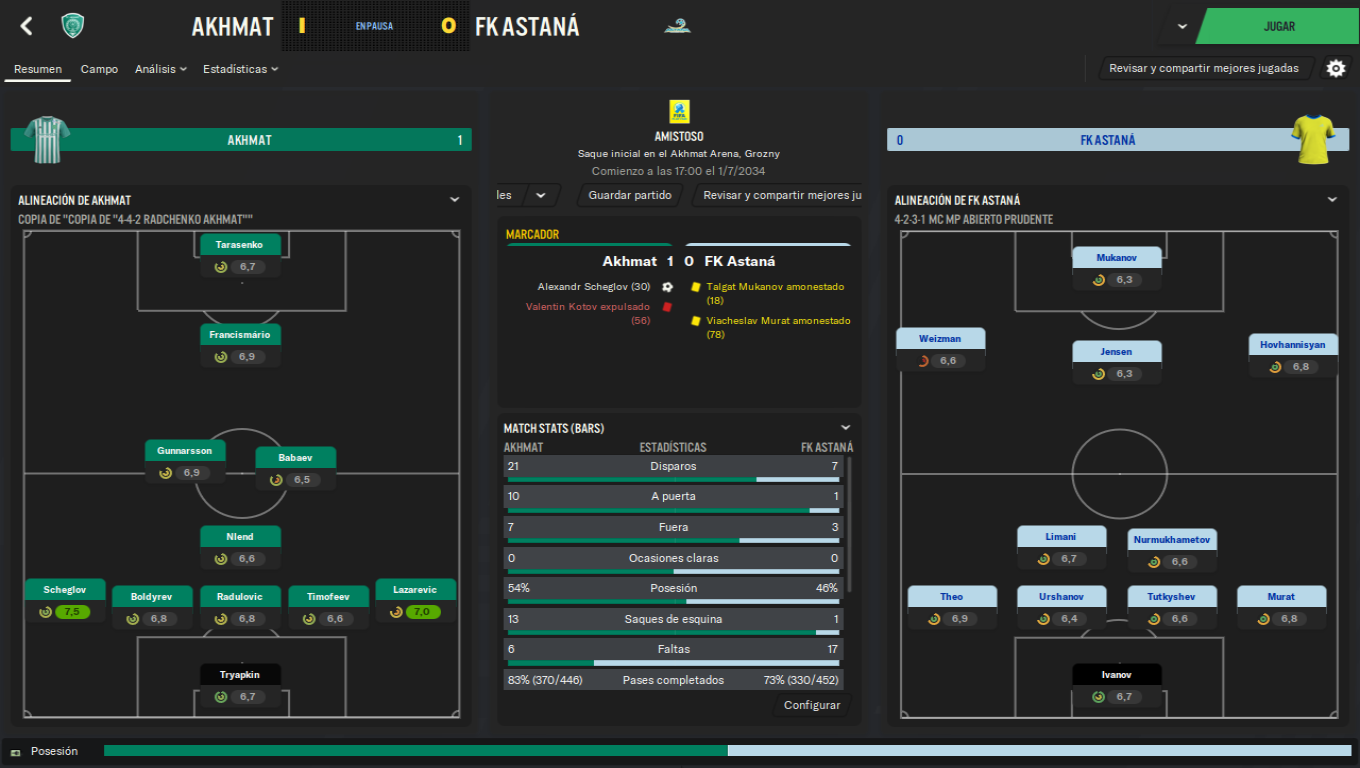 AKHMAT
1
EN PAUSA
0
FK ASTANÁ
JUGAR
Resumen
Campo
Análisis
Estadísticas
Revisar y compartir mejores jugadas
AKHMAT
1
FIFA
AMISTOSO
Saque inicial en el Akhmat Arena, Grozny
Comienzo a las 17:00 el 1/7/2034
les
Guardar partido
Revisar y compartir mejores ju
0
FK ASTANÁ
ALINEACIÓN DE AKHMAT
COPIA DE "COPIA DE "4-4-2 RADCHENKO AKHMAT""
Tarasenko
6,7
Francismário
6,9
Gunnarsson
6,9
Babaev
6,5
Nlend
6,6
Scheglov
7,5
Boldyrev
6,8
Radulovic
6,8
Timofeev
6,6
Lazarevic
7,0
Tryapkin
6,7
MARCADOR
Akhmat 1 0 FK Astaná
Alexandr Scheglov (30)
Valentin Kotov expulsado
(56)
Talgat Mukanov amonestado
(18)
Viacheslav Murat amonestado
(78)
MATCH STATS (BARS)
AKHMAT ESTADÍSTICAS FK ASTANÁ
21 Disparos 7
10 A puerta 1
7 Fuera 3
0 Ocasiones claras 0
54% Posesión 46%
13 Saques de esquina 1
6 Faltas 17
83% (370/446) Pases completados 73% (330/452)
Configurar
ALINEACIÓN DE FK ASTANÁ
4-2-3-1 MC MP ABIERTO PRUDENTE
Mukanov
6,3
Weizman
6,6
Jensen
6,3
Hovhannisyan
6,8
Limani
6,7
Nurmukhametov
6,6
Theo
6,9
Urshanov
6,4
Tutkyshev
6,6
Murat
6,8
Ivanov
6,7
Posesión